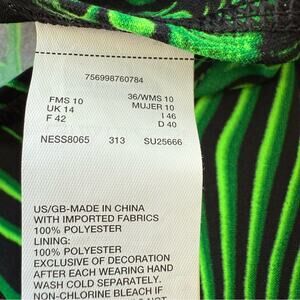 756998760784
FMS 10 36/WMS 10
UK 14 MUJER 10
F 42 I 46
D 40
NESS8065 313 SU25666
US/GB-MADE IN CHINA
WITH IMPORTED FABRICS
100% POLYESTER
LINING:
100% POLYESTER
EXCLUSIVE OF DECORATION
AFTER EACH WEARING HAND
WASH COLD SEPARATELY.
NON-CHLORINE BLEACH IF